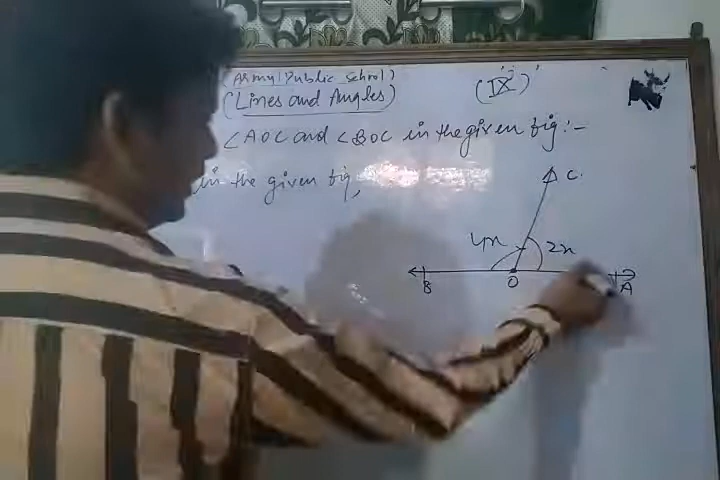 (Army Public School)
(Lines and Angles)
(IX)
∠AOC and ∠BOC in the given fig:-
in the given fig,
C
4x
2x
B
O
A